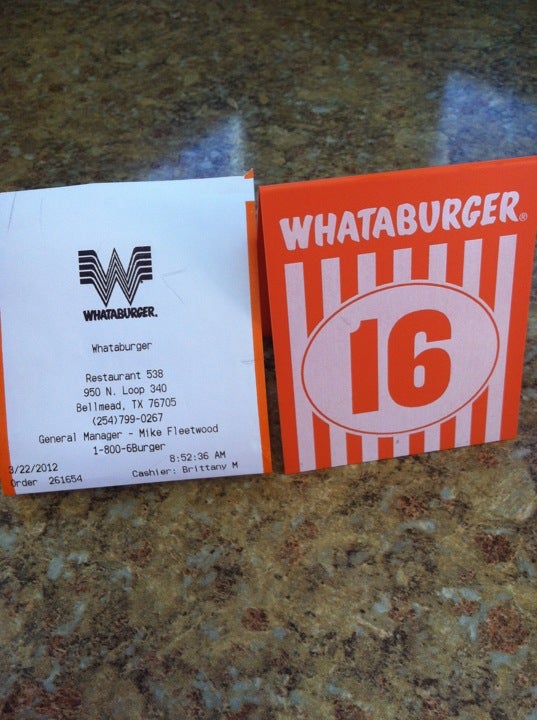 WHATABURGER.
Whataburger
Restaurant 538
950 N. Loop 340
Bellmead, TX 76705
(254)799-0267
General Manager - Mike Fleetwood
1-800-6Burger
3/22/2012 8:52:36 AM
Order 261654 Cashier: Brittany M
WHATABURGER®
16